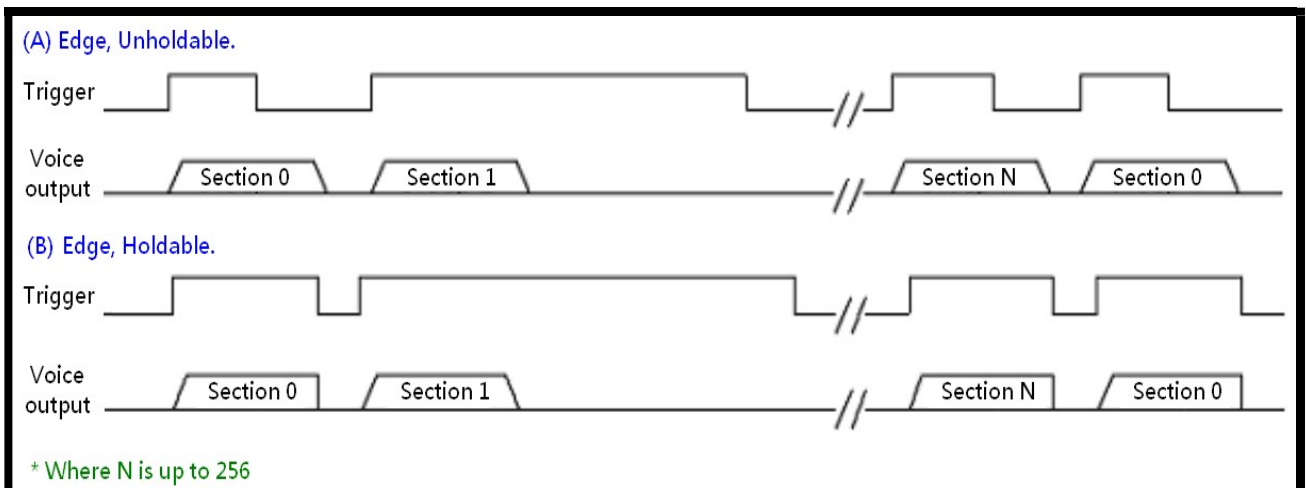 (A) Edge, Unholdable.
Trigger
Voice
output
Section 0
Section 1
Section N
Section 0
(B) Edge, Holdable.
Trigger
Voice
output
Section 0
Section 1
Section N
Section 0
* Where N is up to 256